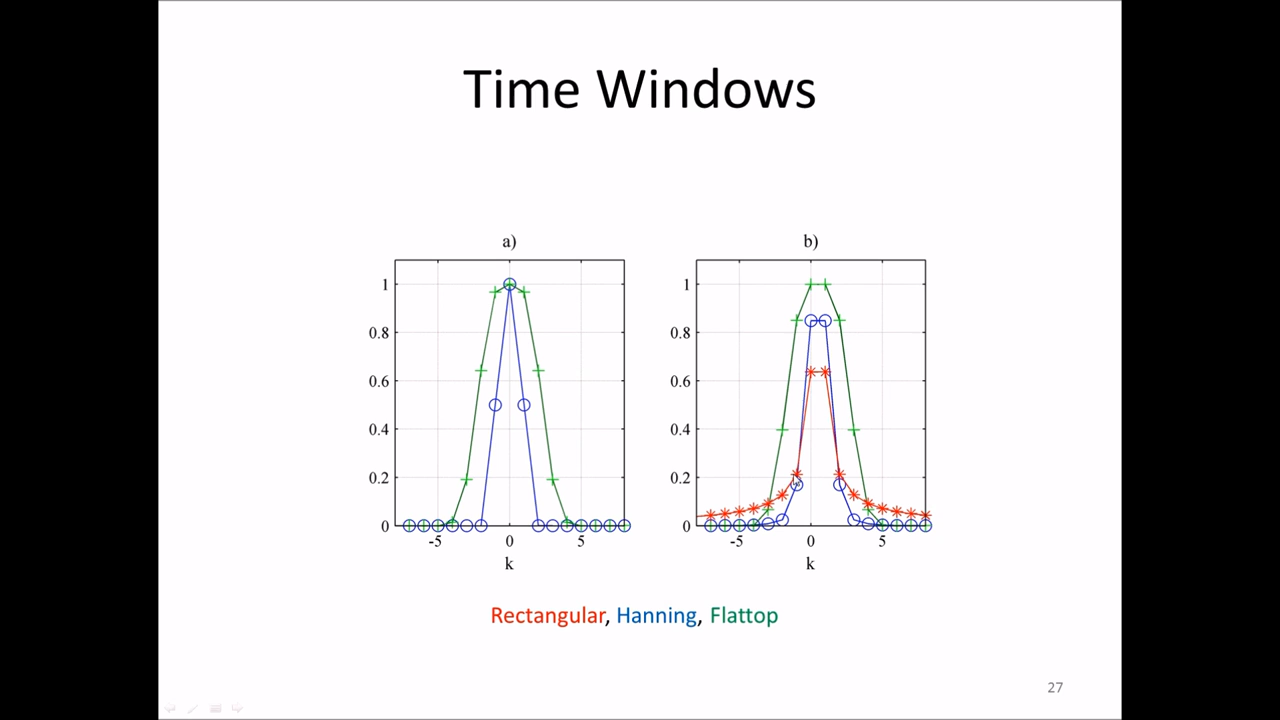 Time Windows
a)
1
0.8
0.6
0.4
0.2
0
-5 0 5
k
b)
1
0.8
0.6
0.4
0.2
0
-5 0 5
k
Rectangular, Hanning, Flattop
27